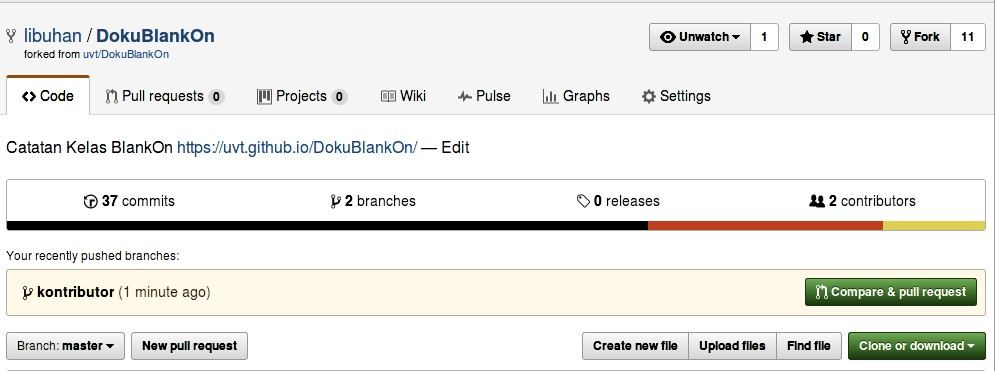 libuhan / DokuBlankOn
Unwatch 1 Star 0 Fork 11
forked from uvt/DokuBlankOn
Code Pull requests 0 Projects 0 Wiki Pulse Graphs Settings
Catatan Kelas BlankOn https://uvt.github.io/DokuBlankOn/ — Edit
37 commits 2 branches 0 releases 2 contributors
Your recently pushed branches:
kontributor (1 minute ago) Compare & pull request
Branch: master New pull request Create new file Upload files Find file Clone or download